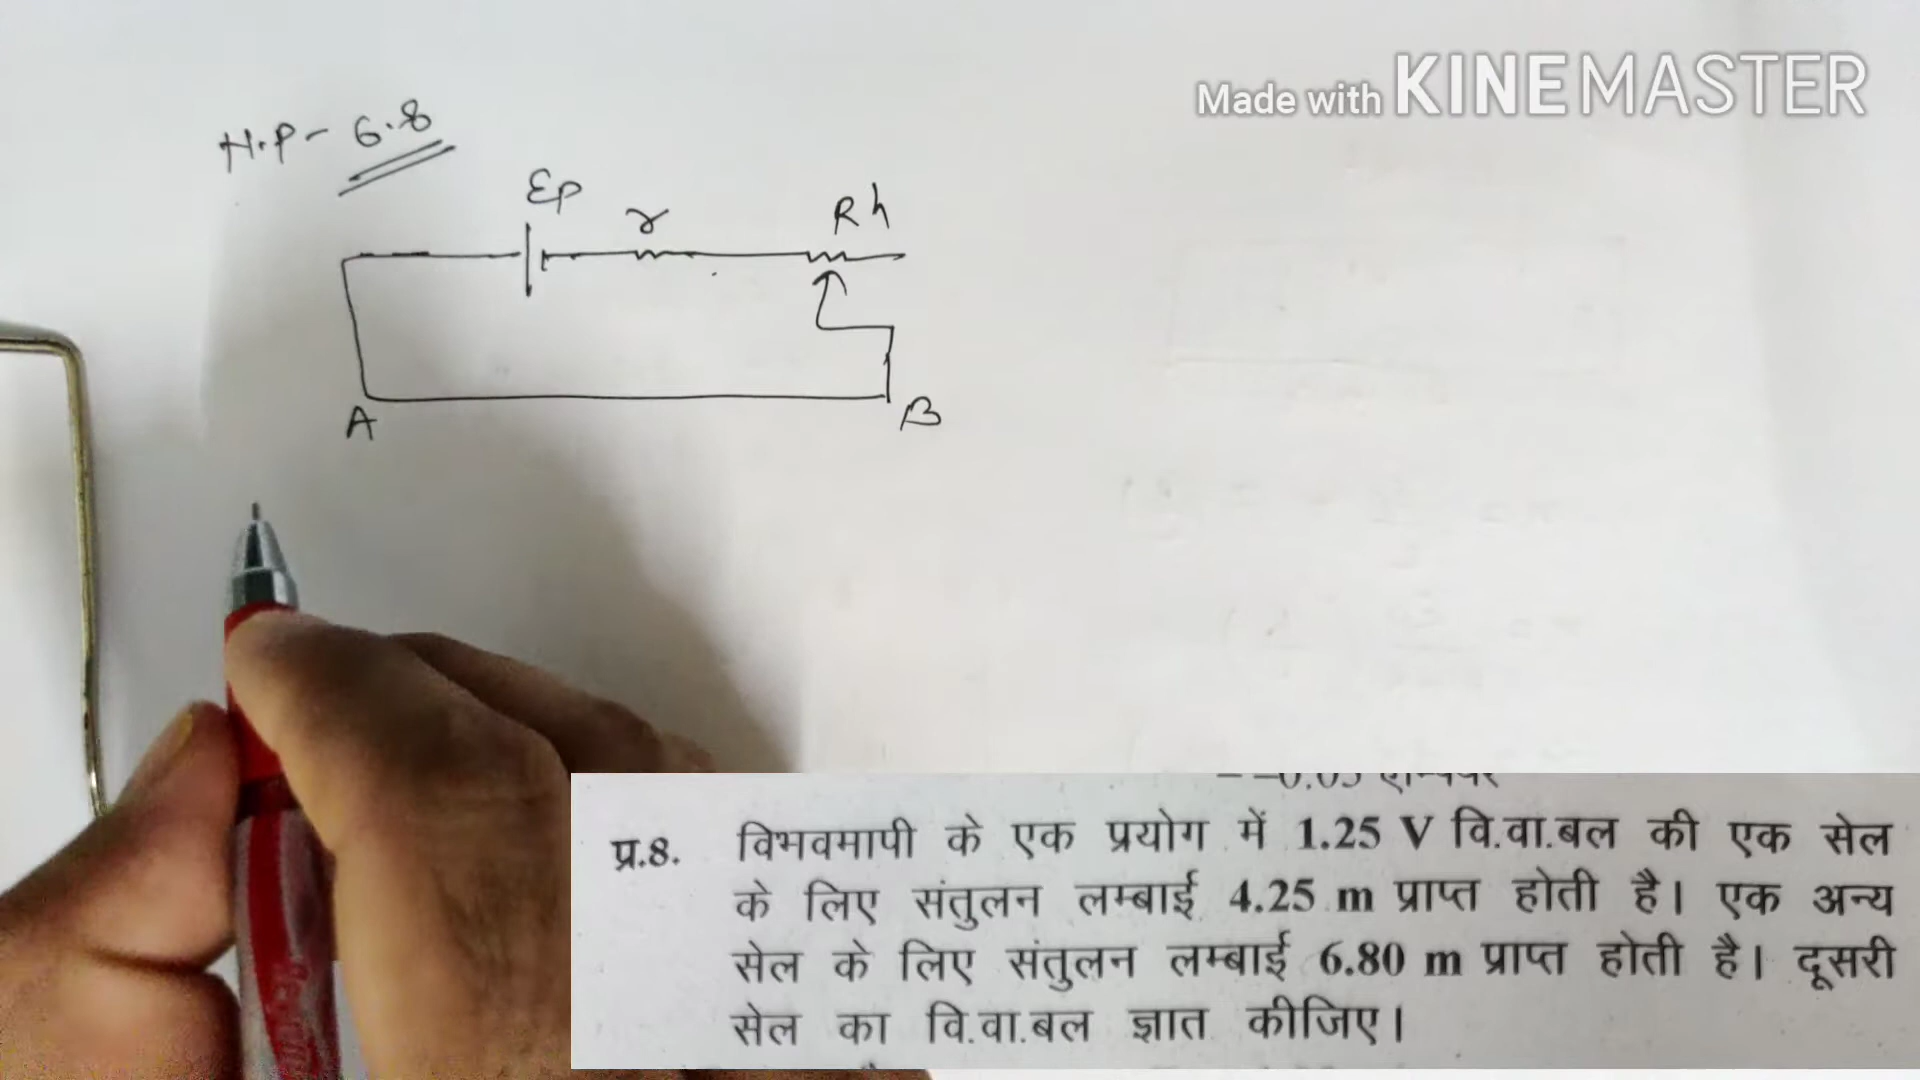 Made with KINEMASTER
N.P- 6.8
Ep
r
Rh
A
B
प्र.8. विभवमापी के एक प्रयोग में 1.25 V वि.वा.बल की एक सेल
के लिए संतुलन लम्बाई 4.25 m प्राप्त होती है। एक अन्य
सेल के लिए संतुलन लम्बाई 6.80 m प्राप्त होती है। दूसरी
सेल का वि.वा.बल ज्ञात कीजिए।